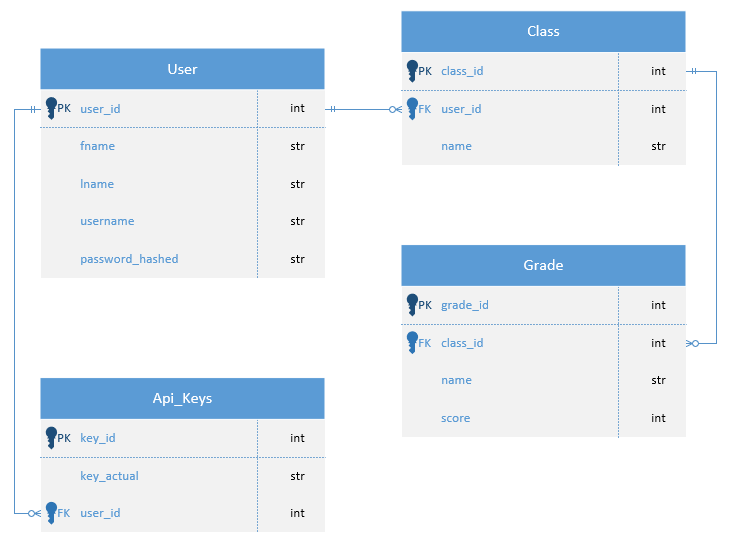 User
PK user_id int
fname str
lname str
username str
password_hashed str
Class
PK class_id int
FK user_id int
name str
Grade
PK grade_id int
FK class_id int
name str
score int
Api_Keys
PK key_id int
key_actual str
FK user_id int